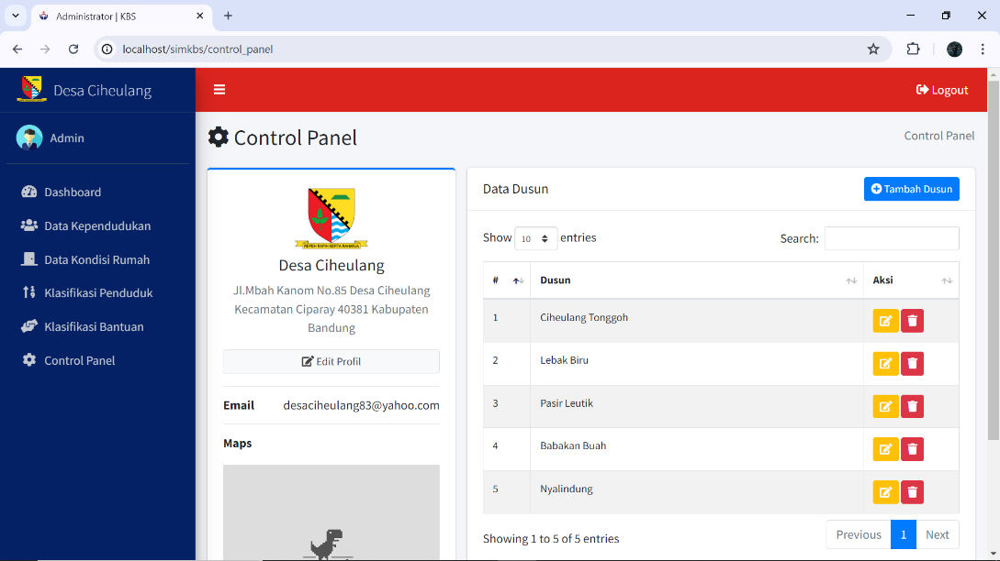 Administrator | KBS
localhost/simkbs/control_panel
Desa Ciheulang
Logout
Admin
Dashboard
Data Kependudukan
Data Kondisi Rumah
Klasifikasi Penduduk
Klasifikasi Bantuan
Control Panel
Control Panel
Control Panel
REPEH RAPIH KERTA RAHARJA
Desa Ciheulang
Jl.Mbah Kanom No.85 Desa Ciheulang
Kecamatan Ciparay 40381 Kabupaten
Bandung
Edit Profil
Email desaciheulang83@yahoo.com
Maps
Data Dusun
Tambah Dusun
Show 10 entries
Search:
# Dusun Aksi
1 Ciheulang Tonggoh
2 Lebak Biru
3 Pasir Leutik
4 Babakan Buah
5 Nyalindung
Showing 1 to 5 of 5 entries
Previous 1 Next